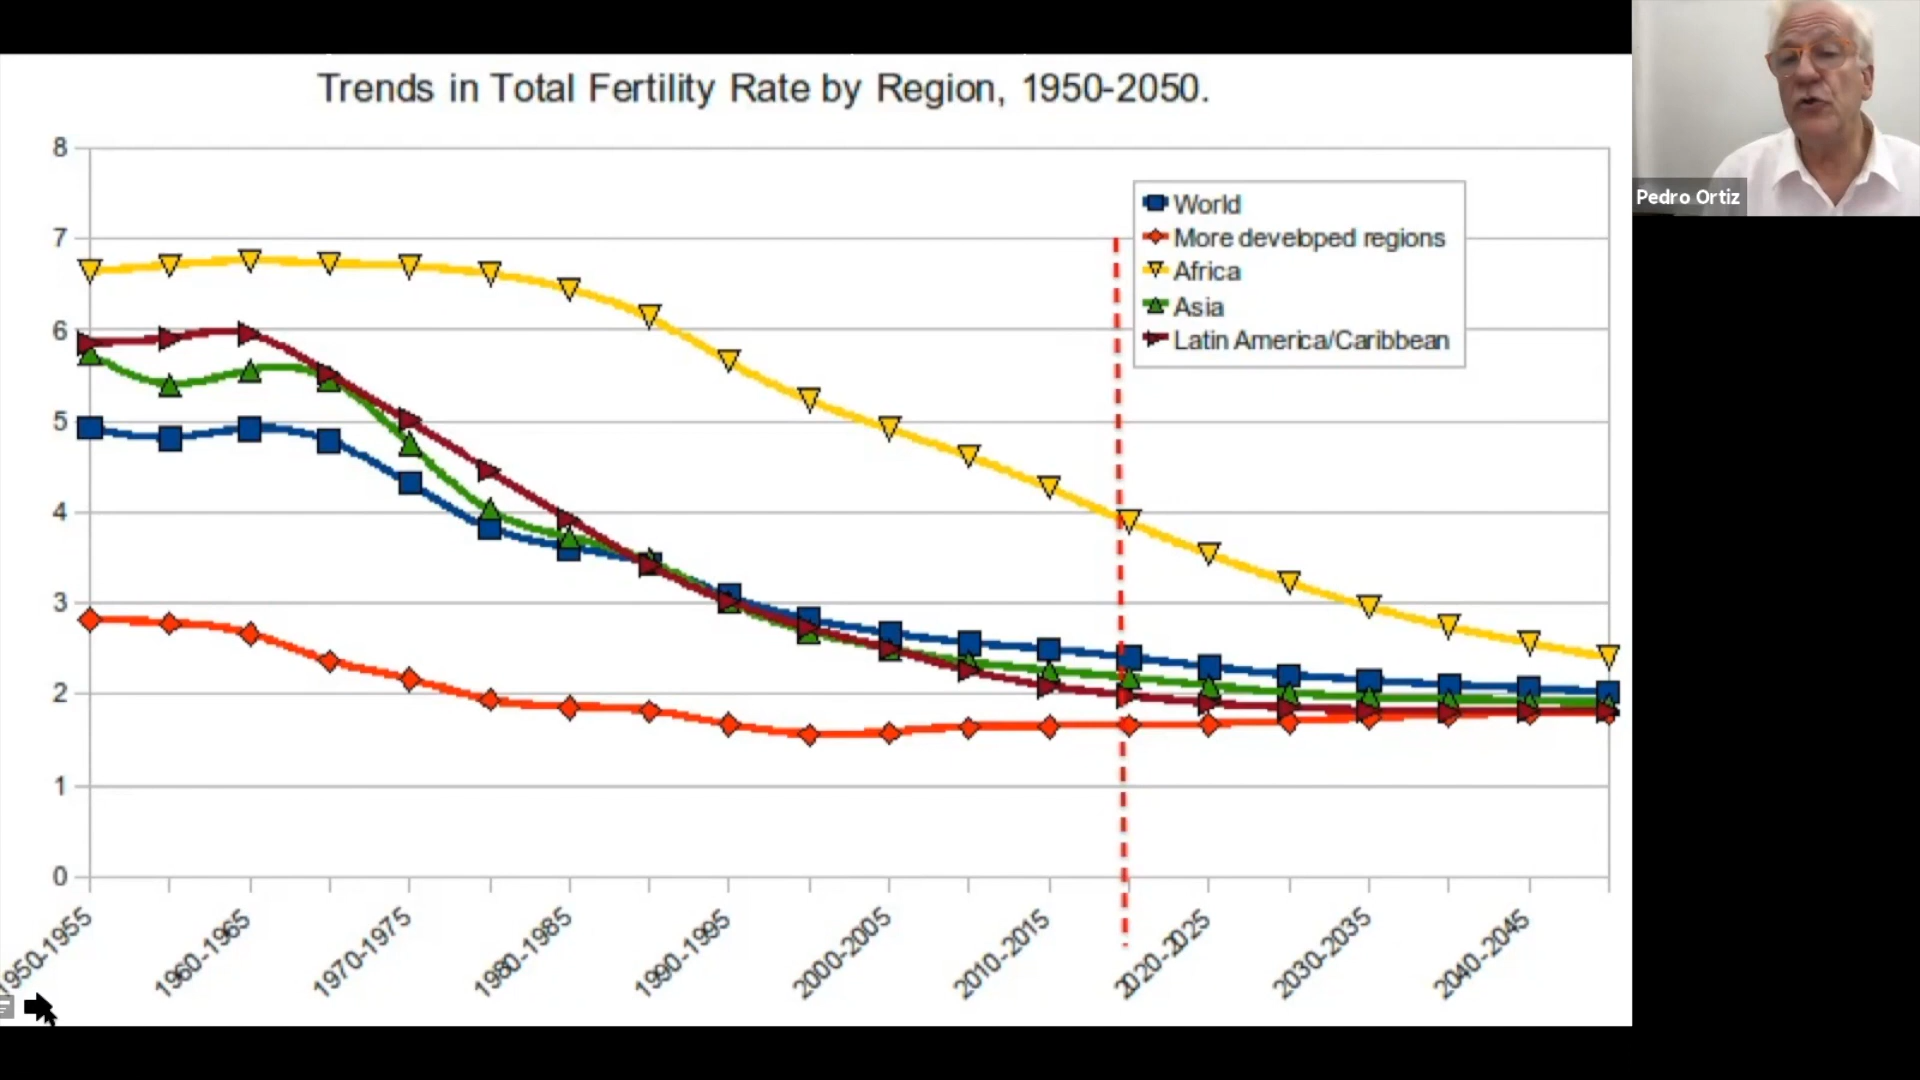 Trends in Total Fertility Rate by Region, 1950-2050.
8
7
6
5
4
3
2
1
0
World
More developed regions
Africa
Asia
Latin America/Caribbean
1950-1955
1960-1965
1970-1975
1980-1985
1990-1995
2000-2005
2010-2015
2020-2025
2030-2035
2040-2045
Pedro Ortiz